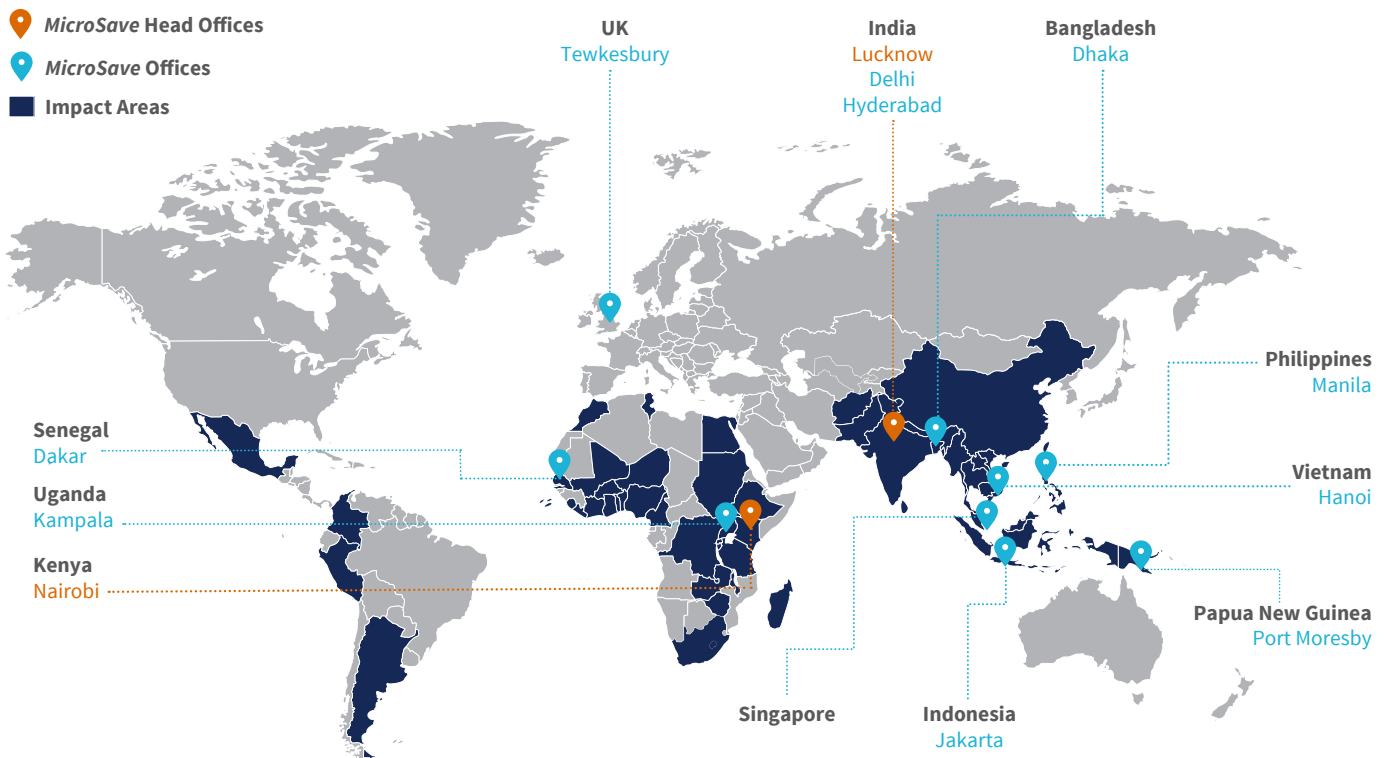 MicroSave Head Offices
MicroSave Offices
Impact Areas
UK
Tewkesbury
India
Lucknow
Delhi
Hyderabad
Bangladesh
Dhaka
Philippines
Manila
Senegal
Dakar
Vietnam
Hanoi
Uganda
Kampala
Kenya
Nairobi
Papua New Guinea
Port Moresby
Singapore
Indonesia
Jakarta